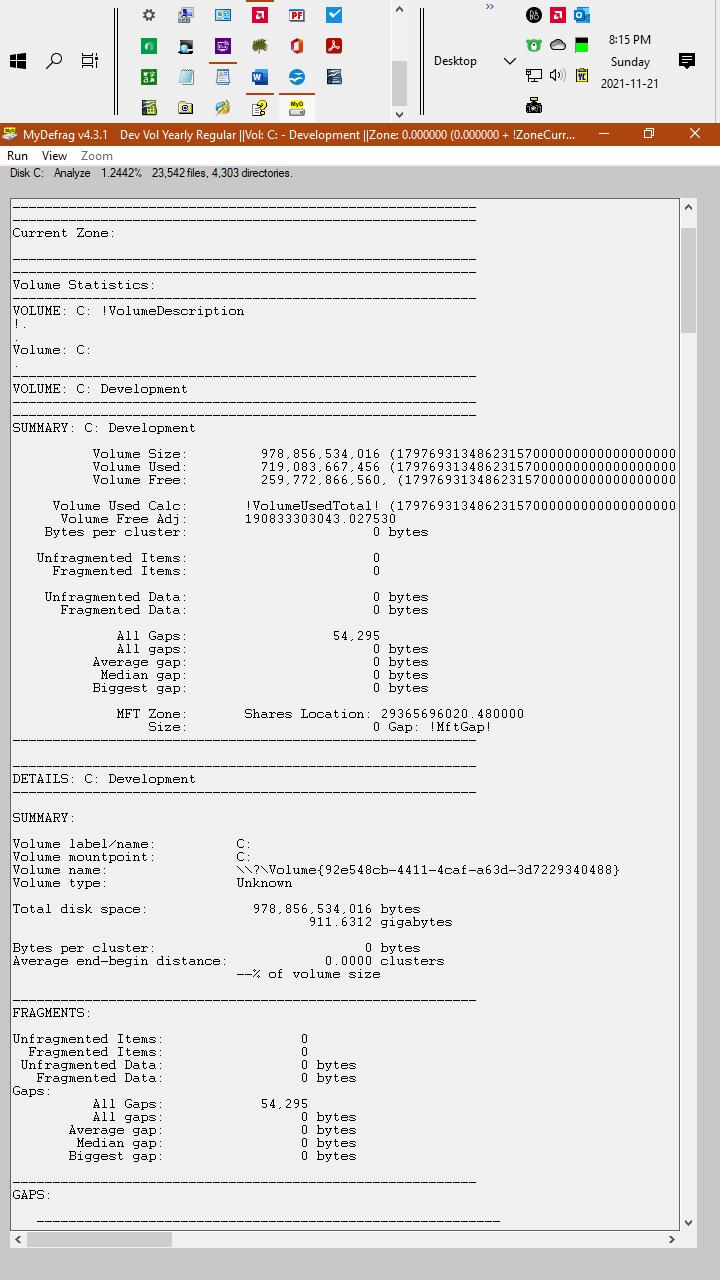 »
PF
8:15 PM
Desktop
Sunday
2021-11-21
MyDefrag v4.3.1 Dev Vol Yearly Regular ||Vol: C: - Development ||Zone: 0.000000 (0.000000 + !ZoneCurr...
Run View Zoom
Disk C: Analyze 1.2442% 23,542 files, 4,303 directories.
----------------------------------------------------------
----------------------------------------------------------
Current Zone:
----------------------------------------------------------
----------------------------------------------------------
Volume Statistics:
----------------------------------------------------------
VOLUME: C: !VolumeDescription
!.
.
Volume: C:
.
----------------------------------------------------------
VOLUME: C: Development
----------------------------------------------------------
----------------------------------------------------------
SUMMARY: C: Development
Volume Size: 978,856,534,016 (17976931348623157000000000000000000
Volume Used: 719,083,667,456 (17976931348623157000000000000000000
Volume Free: 259,772,866,560, (17976931348623157000000000000000000
Volume Used Calc: !VolumeUsedTotal! (17976931348623157000000000000000000
Volume Free Adj: 190833303043.027530
Bytes per cluster: 0 bytes
Unfragmented Items: 0
Fragmented Items: 0
Unfragmented Data: 0 bytes
Fragmented Data: 0 bytes
All Gaps: 54,295
All gaps: 0 bytes
Average gap: 0 bytes
Median gap: 0 bytes
Biggest gap: 0 bytes
MFT Zone: Shares Location: 29365696020.480000
Size: 0 Gap: !MftGap!
----------------------------------------------------------
----------------------------------------------------------
DETAILS: C: Development
----------------------------------------------------------
SUMMARY:
Volume label/name: C:
Volume mountpoint: C:
Volume name: \\?\Volume{92e548cb-4411-4caf-a63d-3d7229340488}
Volume type: Unknown
Total disk space: 978,856,534,016 bytes
911.6312 gigabytes
Bytes per cluster: 0 bytes
Average end-begin distance: 0.0000 clusters
--% of volume size
----------------------------------------------------------
FRAGMENTS:
Unfragmented Items: 0
Fragmented Items: 0
Unfragmented Data: 0 bytes
Fragmented Data: 0 bytes
Gaps:
All Gaps: 54,295
All gaps: 0 bytes
Average gap: 0 bytes
Median gap: 0 bytes
Biggest gap: 0 bytes
----------------------------------------------------------
GAPS:
----------------------------------------------------------